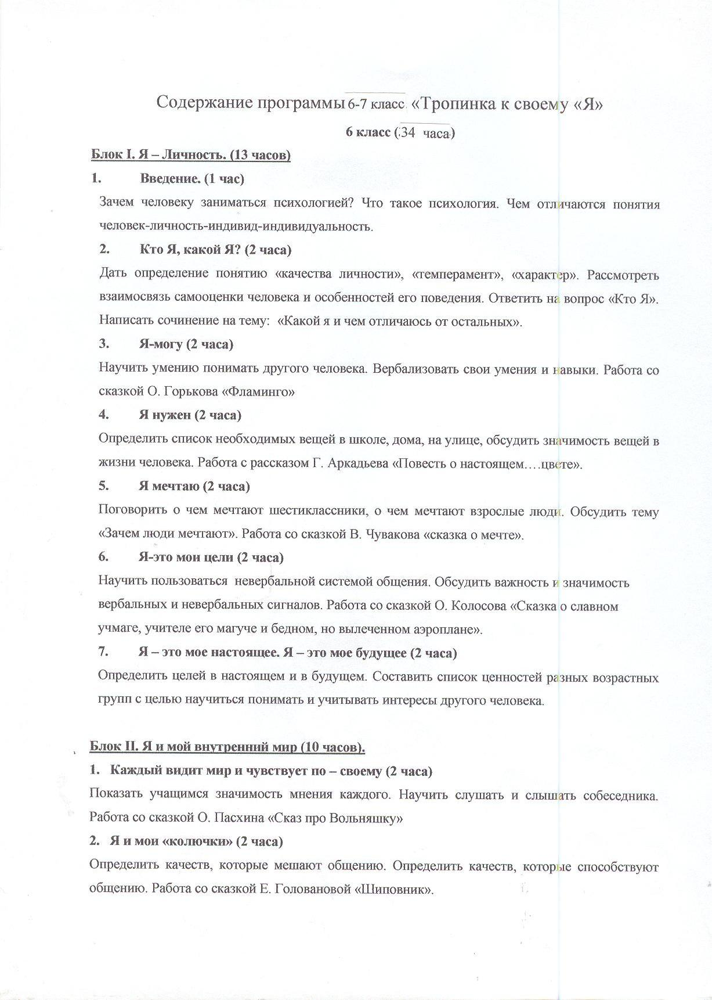 Содержание программы 6-7 класс «Тропинка к своему «Я»
6 класс (34 часа)
Блок I. Я – Личность. (13 часов)
1. Введение. (1 час)
Зачем человеку заниматься психологией? Что такое психология. Чем отличаются понятия
человек-личность-индивид-индивидуальность.
2. Кто Я, какой Я? (2 часа)
Дать определение понятию «качества личности», «темперамент», «характер». Рассмотреть
взаимосвязь самооценки человека и особенностей его поведения. Ответить на вопрос «Кто Я».
Написать сочинение на тему: «Какой я и чем отличаюсь от остальных».
3. Я-могу (2 часа)
Научить умению понимать другого человека. Вербализовать свои умения и навыки. Работа со
сказкой О. Горькова «Фламинго»
4. Я нужен (2 часа)
Определить список необходимых вещей в школе, дома, на улице, обсудить значимость вещей в
жизни человека. Работа с рассказом Г. Аркадьева «Повесть о настоящем….цвете».
5. Я мечтаю (2 часа)
Поговорить о чем мечтают шестиклассники, о чем мечтают взрослые люди. Обсудить тему
«Зачем люди мечтают». Работа со сказкой В. Чувакова «сказка о мечте».
6. Я-это мои цели (2 часа)
Научить пользоваться невербальной системой общения. Обсудить важность и значимость
вербальных и невербальных сигналов. Работа со сказкой О. Колосова «Сказка о славном
учмаге, учителе его магуче и бедном, но вылеченном аэроплане».
7. Я – это мое настоящее. Я – это мое будущее (2 часа)
Определить целей в настоящем и в будущем. Составить список ценностей разных возрастных
групп с целью научиться понимать и учитывать интересы другого человека.
Блок II. Я и мой внутренний мир (10 часов).
1. Каждый видит мир и чувствует по – своему (2 часа)
Показать учащимся значимость мнения каждого. Научить слушать и слышать собеседника.
Работа со сказкой О. Пасхина «Сказ про Вольняшку»
2. Я и мои «колючки» (2 часа)
Определить качеств, которые мешают общению. Определить качеств, которые способствуют
общению. Работа со сказкой Е. Головановой «Шиповник».